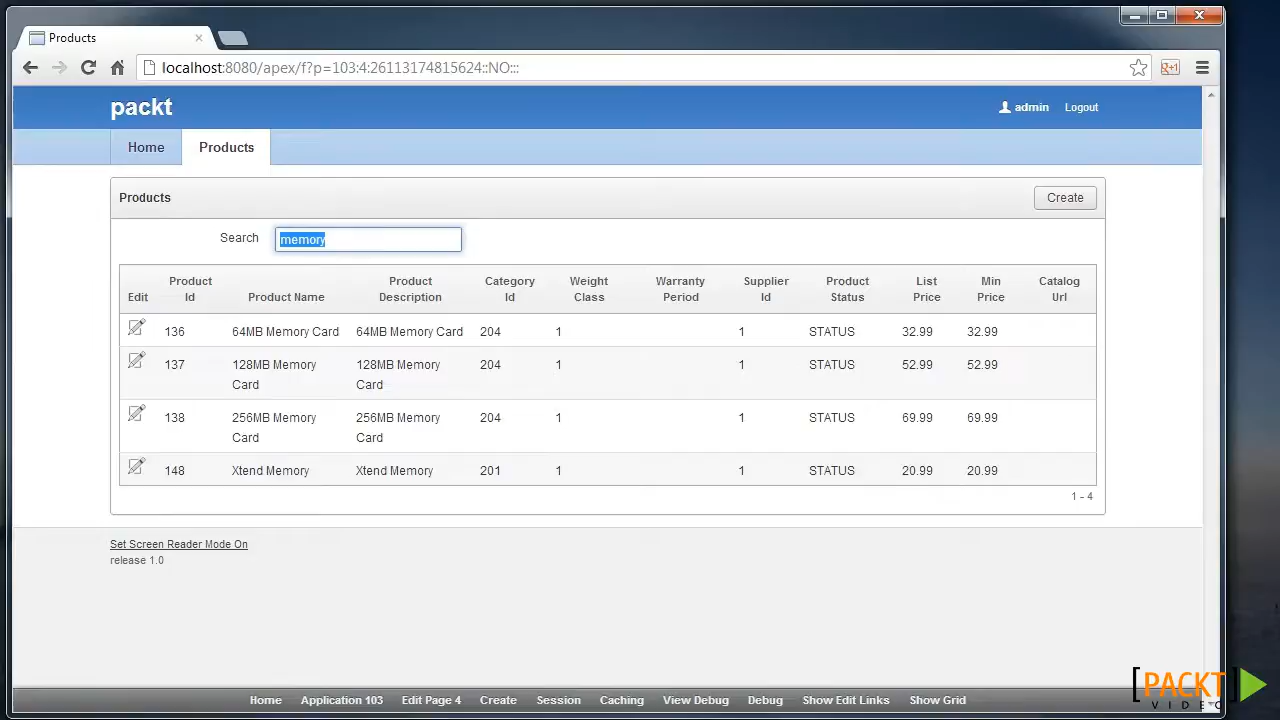 Products
localhost:8080/apex/f?p=103:4:26113174815624::NO:::
packt
admin Logout
Home Products
Products Create
Search memory
Edit Product Id Product Name Product Description Category Id Weight Class Warranty Period Supplier Id Product Status List Price Min Price Catalog Url
136 64MB Memory Card 64MB Memory Card 204 1 1 STATUS 32.99 32.99
137 128MB Memory Card 128MB Memory Card 204 1 1 STATUS 52.99 52.99
138 256MB Memory Card 256MB Memory Card 204 1 1 STATUS 69.99 69.99
148 Xtend Memory Xtend Memory 201 1 1 STATUS 20.99 20.99
1 - 4
Set Screen Reader Mode On
release 1.0
Home Application 103 Edit Page 4 Create Session Caching View Debug Debug Show Edit Links Show Grid
[PACKT]
VIDEO